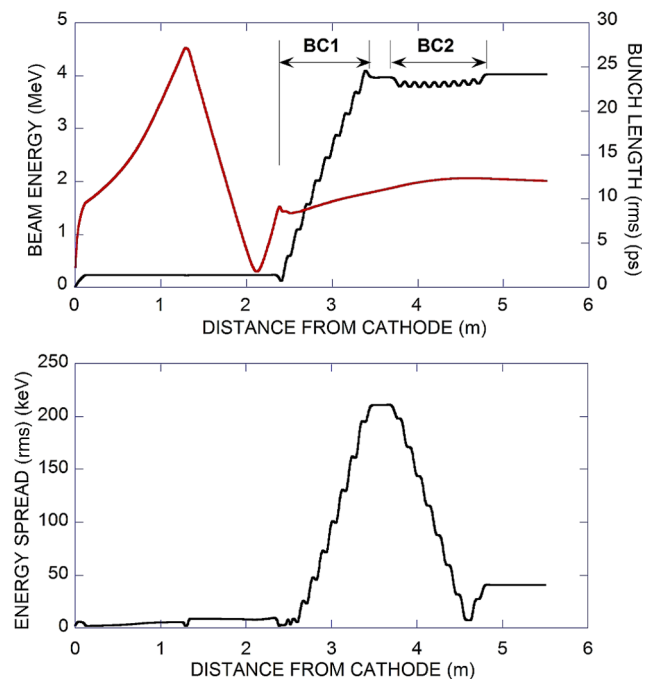 BC1
BC2
BEAM ENERGY (MeV)
5
4
3
2
1
0
30
25
20
15
10
5
0
BUNCH LENGTH (rms) (ps)
0 1 2 3 4 5 6
DISTANCE FROM CATHODE (m)
ENERGY SPREAD (rms) (keV)
250
200
150
100
50
0
0 1 2 3 4 5 6
DISTANCE FROM CATHODE (m)